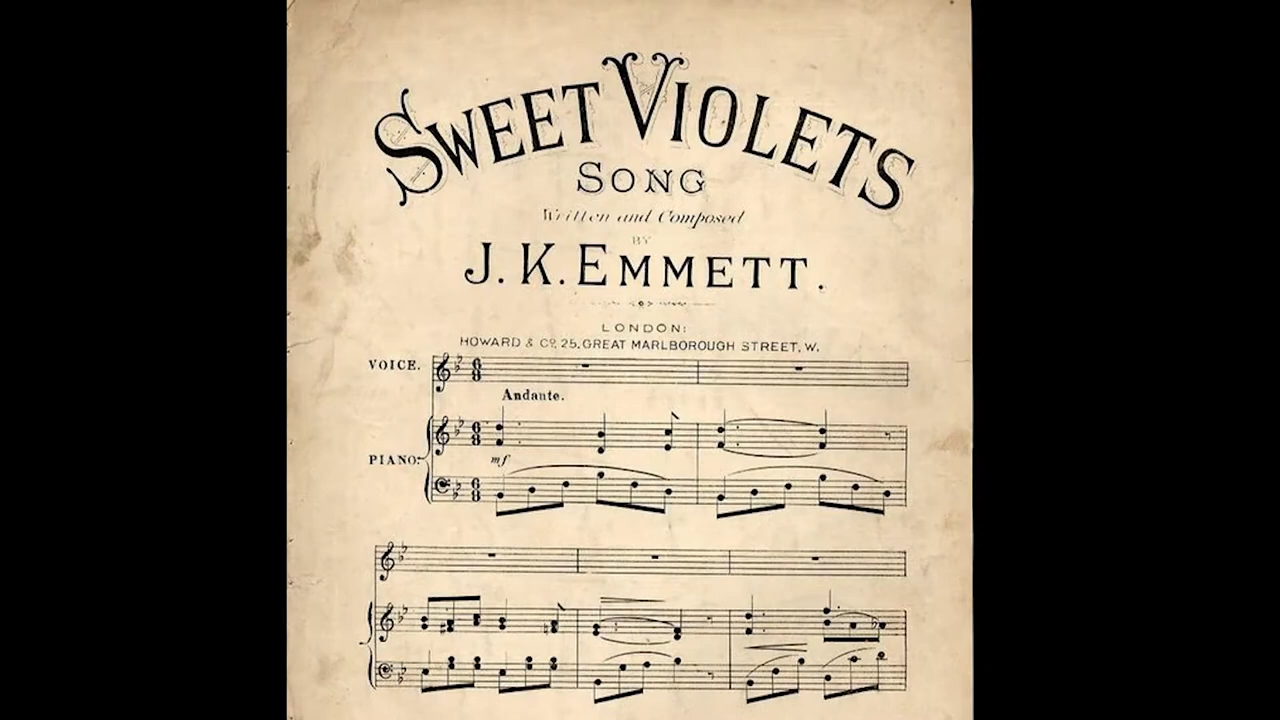 SWEET VIOLETS
SONG
Written and Composed
BY
J. K. EMMETT.
LONDON:
HOWARD & Co., 25, GREAT MARLBOROUGH STREET, W.
VOICE.
Andante.
PIANO.
mf